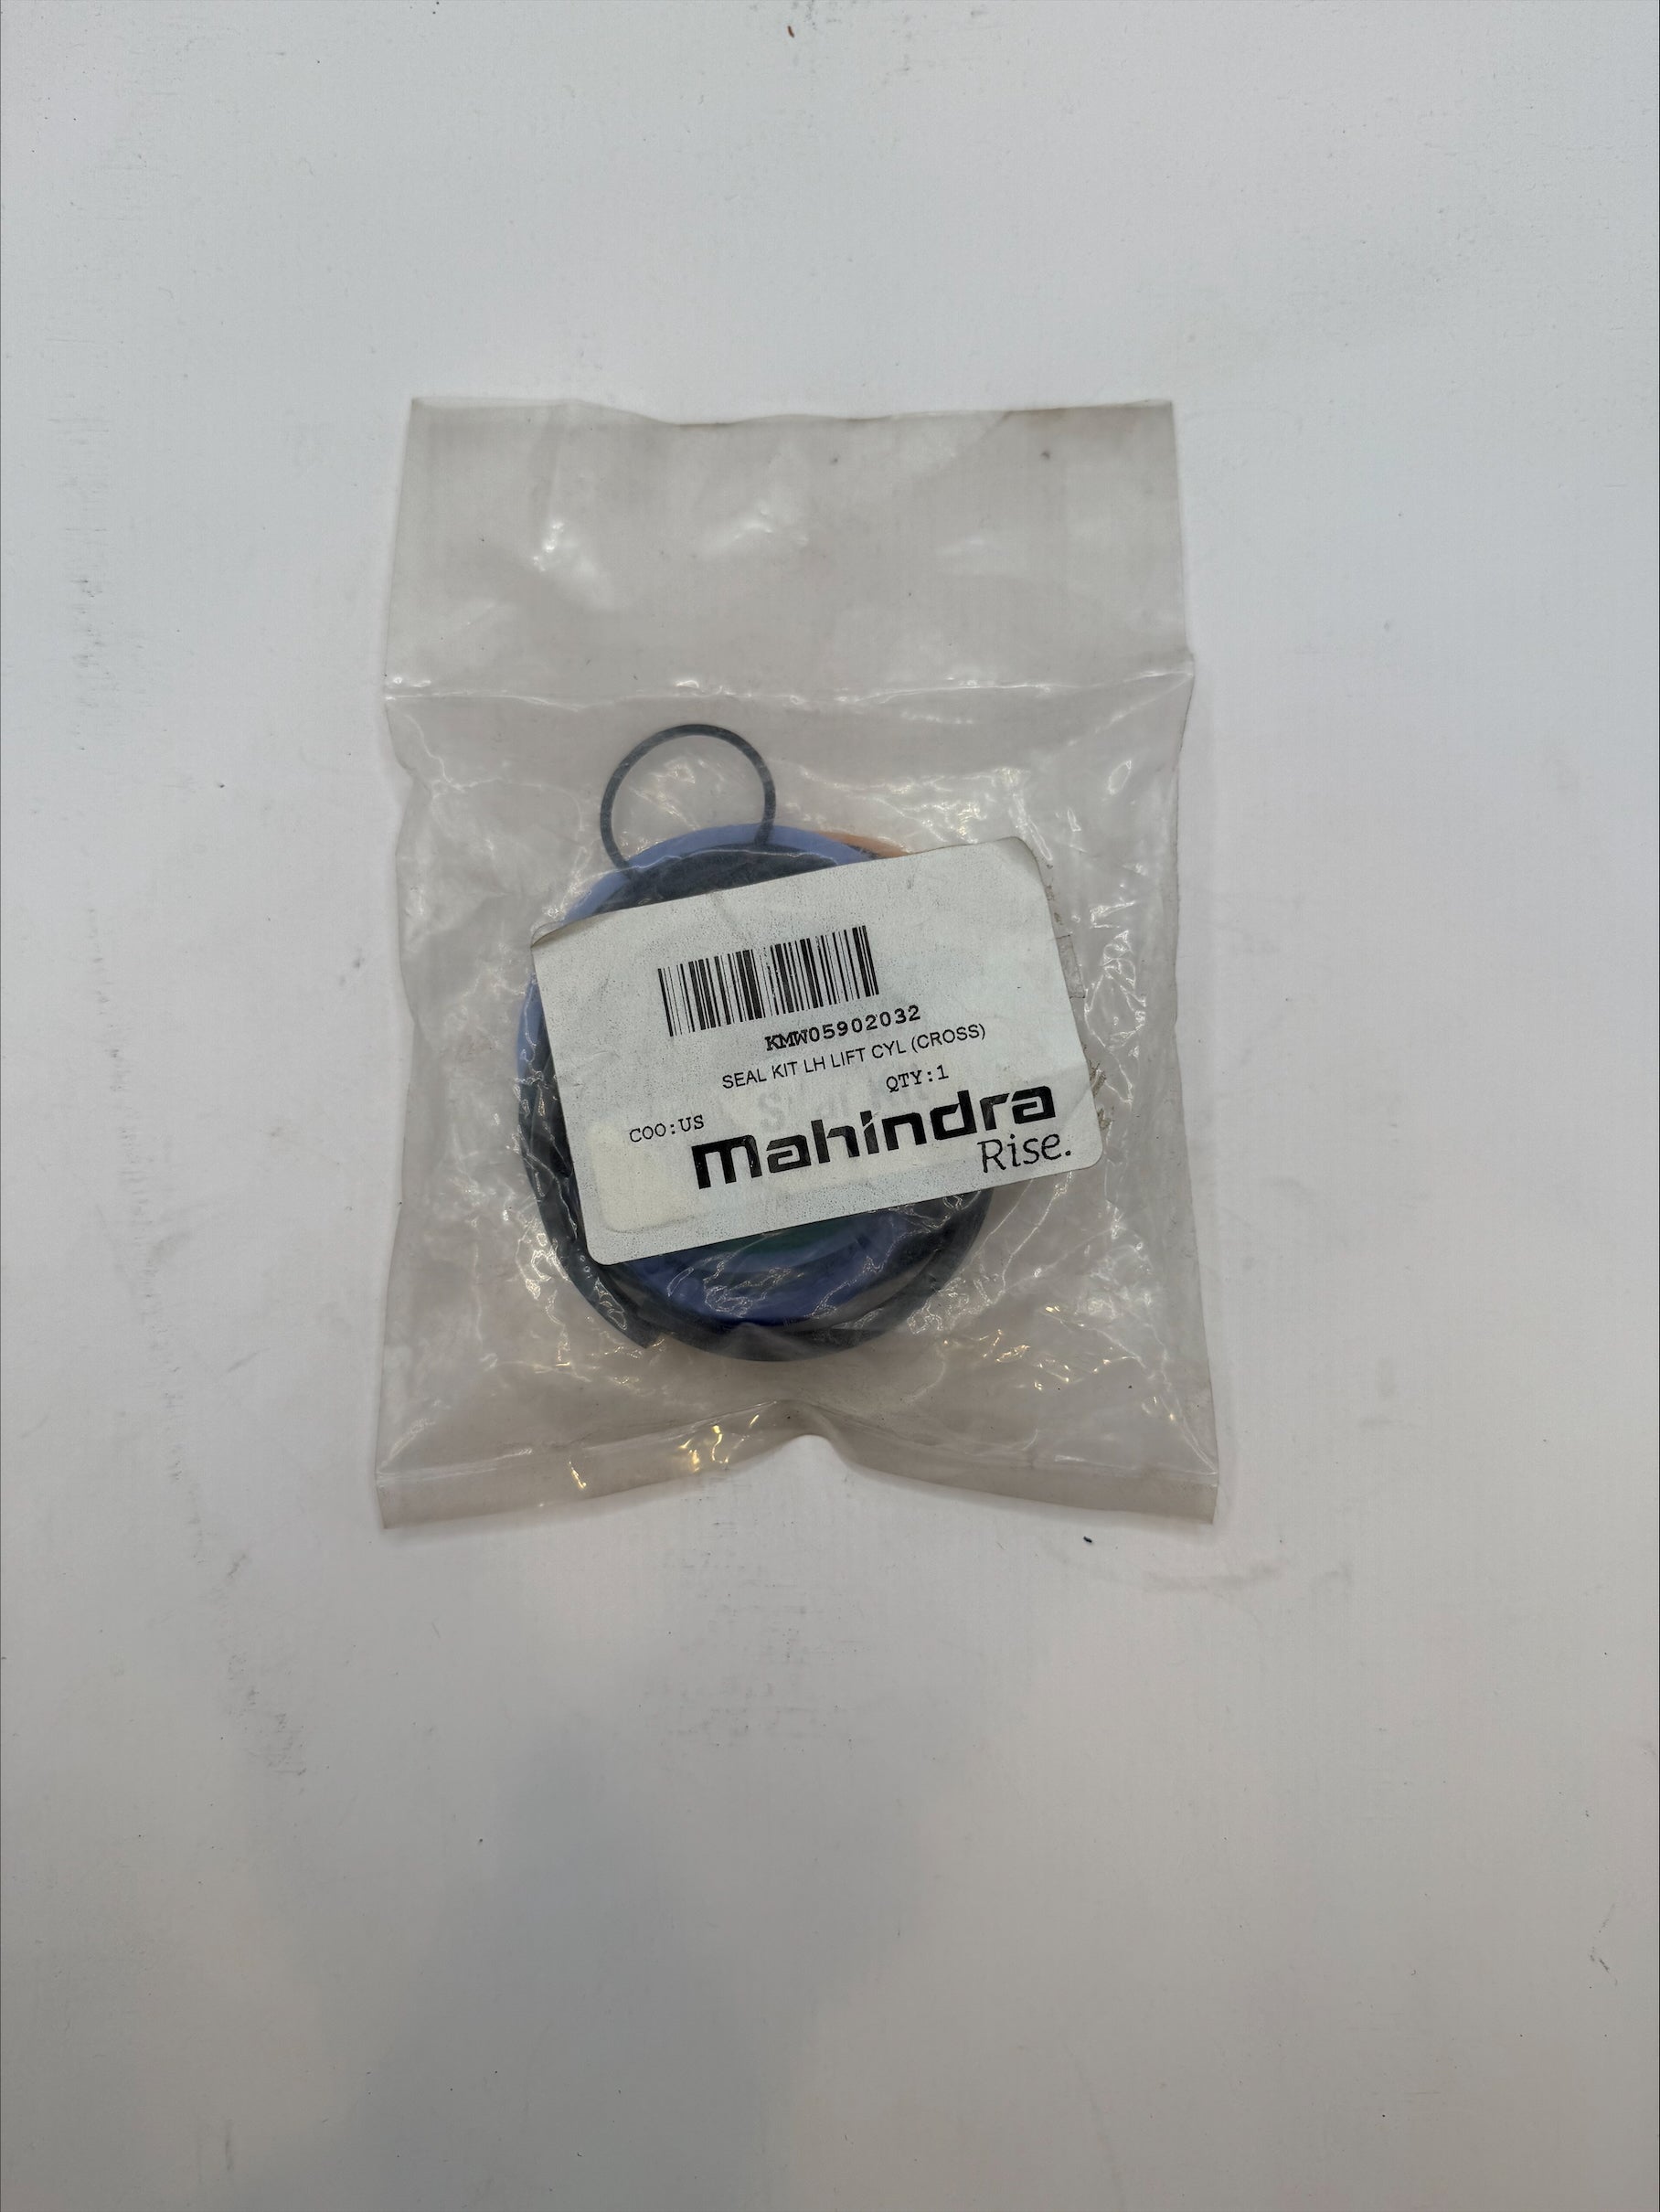 KMW05902032
SEAL KIT LH LIFT CYL (CROSS)
QTY:1
COO:US
mahindra
Rise.